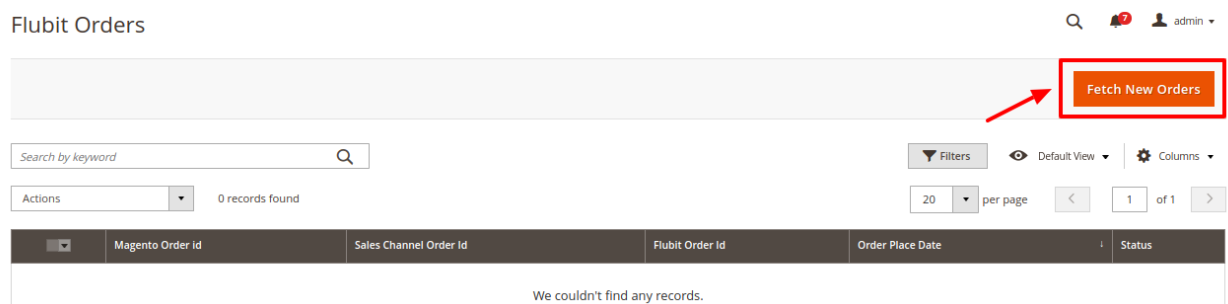 Flubit Orders
7
admin
Fetch New Orders
Search by keyword
Filters
Default View
Columns
Actions
0 records found
20
per page
1
of 1
Magento Order id
Sales Channel Order Id
Flubit Order Id
Order Place Date
↓
Status
We couldn't find any records.